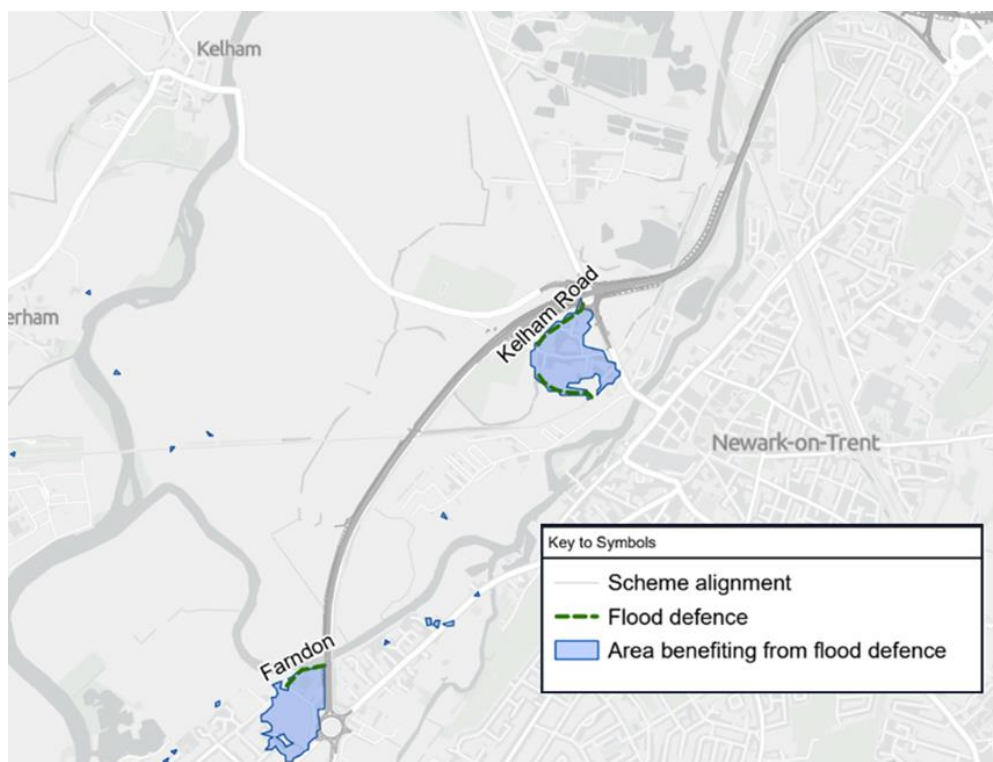 Kelham
Kelham Road
erham
Newark-on-Trent
Farndon
Key to Symbols
Scheme alignment
Flood defence
Area benefiting from flood defence